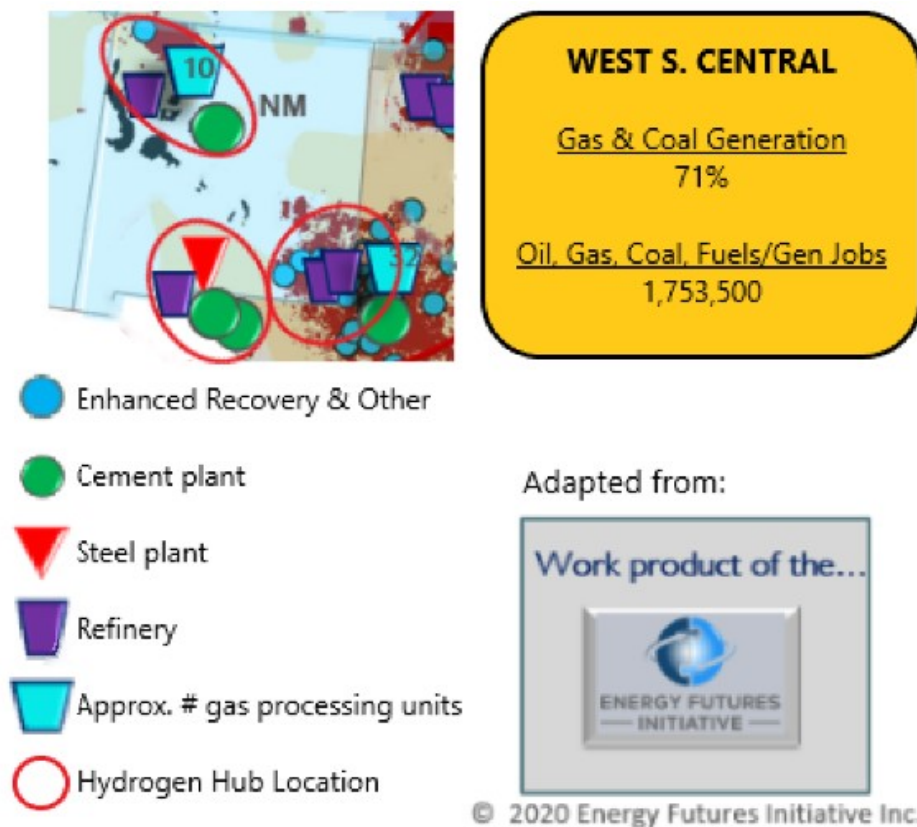 10
NM
32
WEST S. CENTRAL
Gas & Coal Generation
71%
Oil, Gas, Coal, Fuels/Gen Jobs
1,753,500
Enhanced Recovery & Other
Cement plant
Steel plant
Refinery
Approx. # gas processing units
Hydrogen Hub Location
Adapted from:
Work product of the...
ENERGY FUTURES
INITIATIVE
© 2020 Energy Futures Initiative Inc